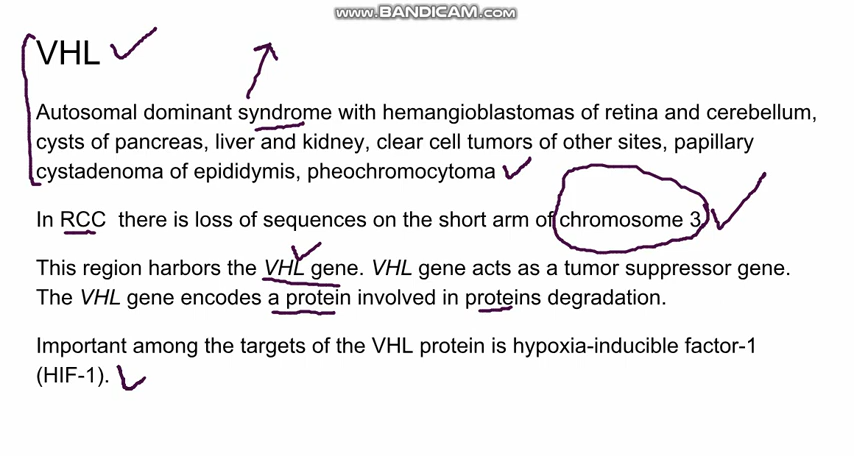 www.BANDICAM.com
VHL
Autosomal dominant syndrome with hemangioblastomas of retina and cerebellum,
cysts of pancreas, liver and kidney, clear cell tumors of other sites, papillary
cystadenoma of epididymis, pheochromocytoma
In RCC there is loss of sequences on the short arm of chromosome 3
This region harbors the VHL gene. VHL gene acts as a tumor suppressor gene.
The VHL gene encodes a protein involved in proteins degradation.
Important among the targets of the VHL protein is hypoxia-inducible factor-1
(HIF-1).